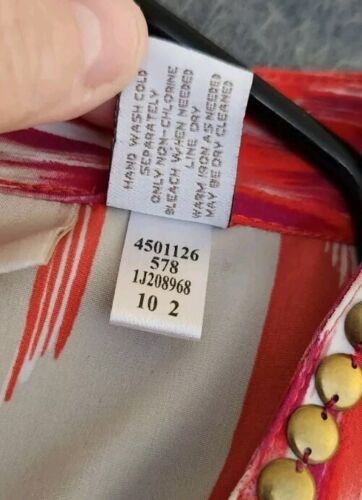 HAND WASH COLD
SEPARATELY
ONLY NON-CHLORINE
BLEACH WHEN NEEDED
LINE DRY
WARM IRON AS NEEDED
MAY BE DRY CLEANED
4501126
578
1J208968
10 2